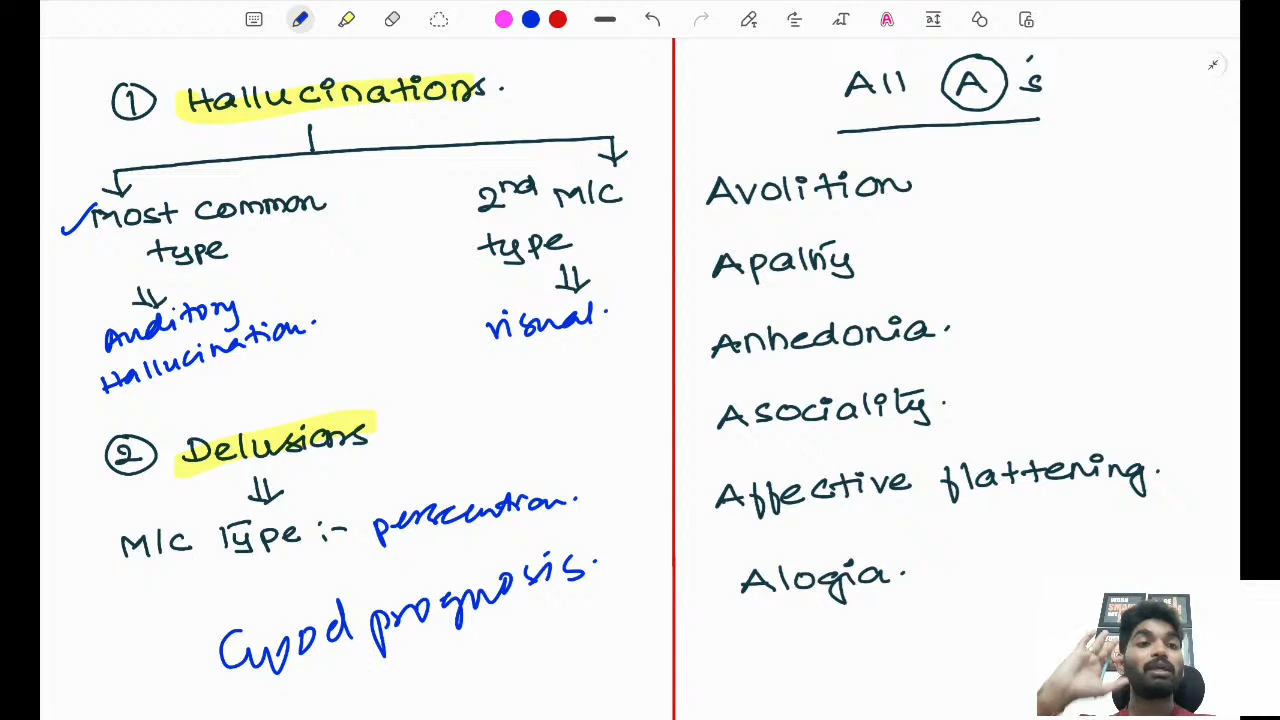 ① Hallucinations.
Most common
type
Auditory
Hallucination.
2nd M/C
type
visual.
② Delusions
M/C Type :- persecution.
Good prognosis.
All A's
Avolition
Apathy
Anhedonia.
Asociality.
Affective flattening.
Alogia.